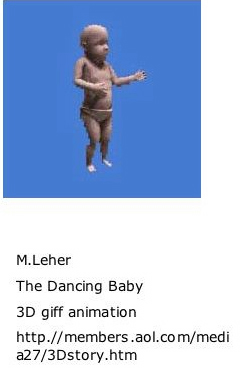 M.Leher
The Dancing Baby
3D giff animation
http://members.aol.com/medi
a27/3Dstory.htm